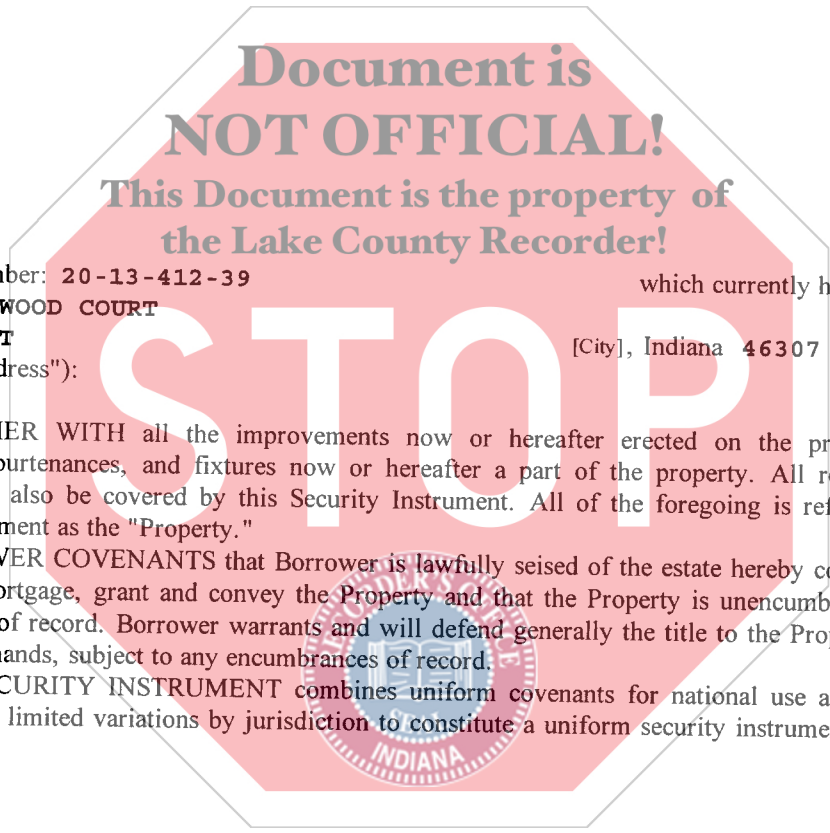 Document is
NOT OFFICIAL!
This Document is the property of
the Lake County Recorder!
ber: 20-13-412-39 which currently h
WOOD COURT
T [City], Indiana 46307
dress"):
STOP
ER WITH all the improvements now or hereafter erected on the pr
purtenances, and fixtures now or hereafter a part of the property. All r
also be covered by this Security Instrument. All of the foregoing is ref
ment as the "Property."
VER COVENANTS that Borrower is lawfully seised of the estate hereby co
ortgage, grant and convey the Property and that the Property is unencumb
of record. Borrower warrants and will defend generally the title to the Prop
ands, subject to any encumbrances of record.
CURITY INSTRUMENT combines uniform covenants for national use a
limited variations by jurisdiction to constitute a uniform security instrume
RECORDER'S OFFICE
INDIANA